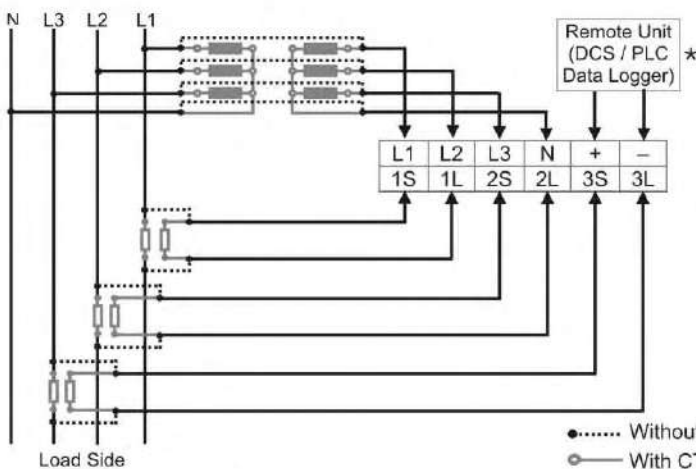 N L3 L2 L1
Remote Unit
(DCS / PLC
Data Logger) *
L1 L2 L3 N + –
1S 1L 2S 2L 3S 3L
Without
With
Load Side